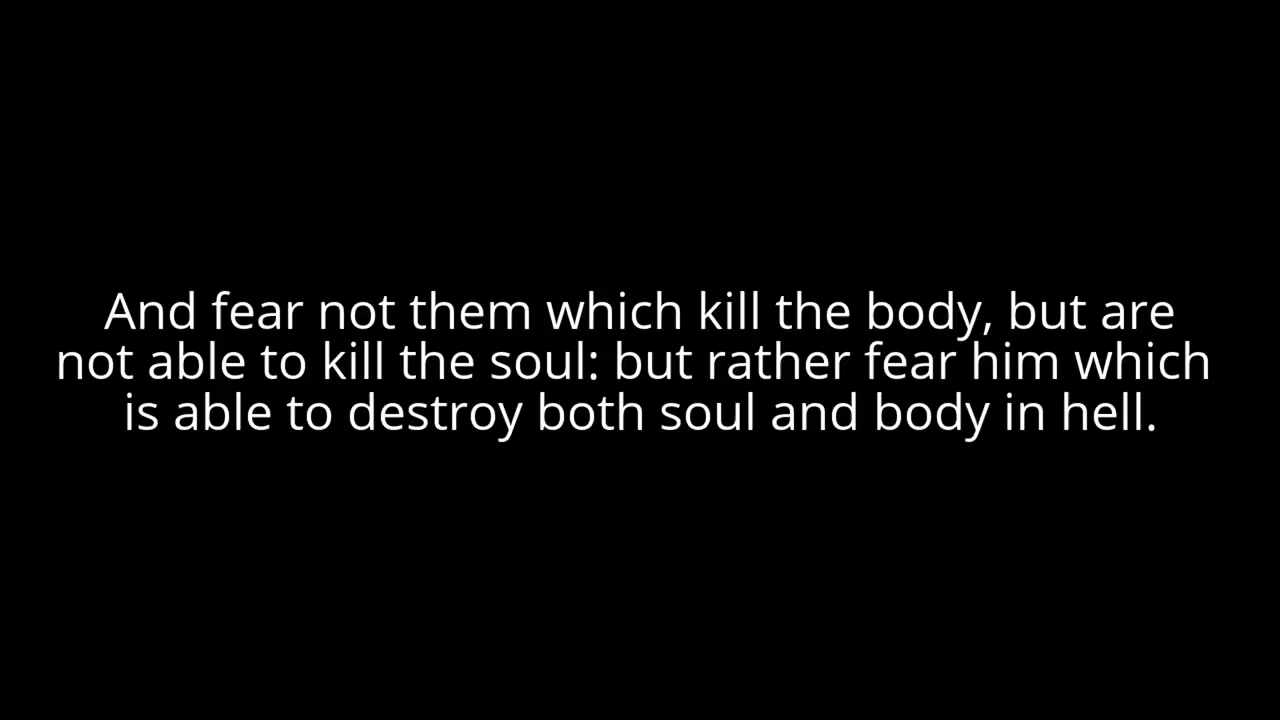 And fear not them which kill the body, but are
not able to kill the soul: but rather fear him which
is able to destroy both soul and body in hell.